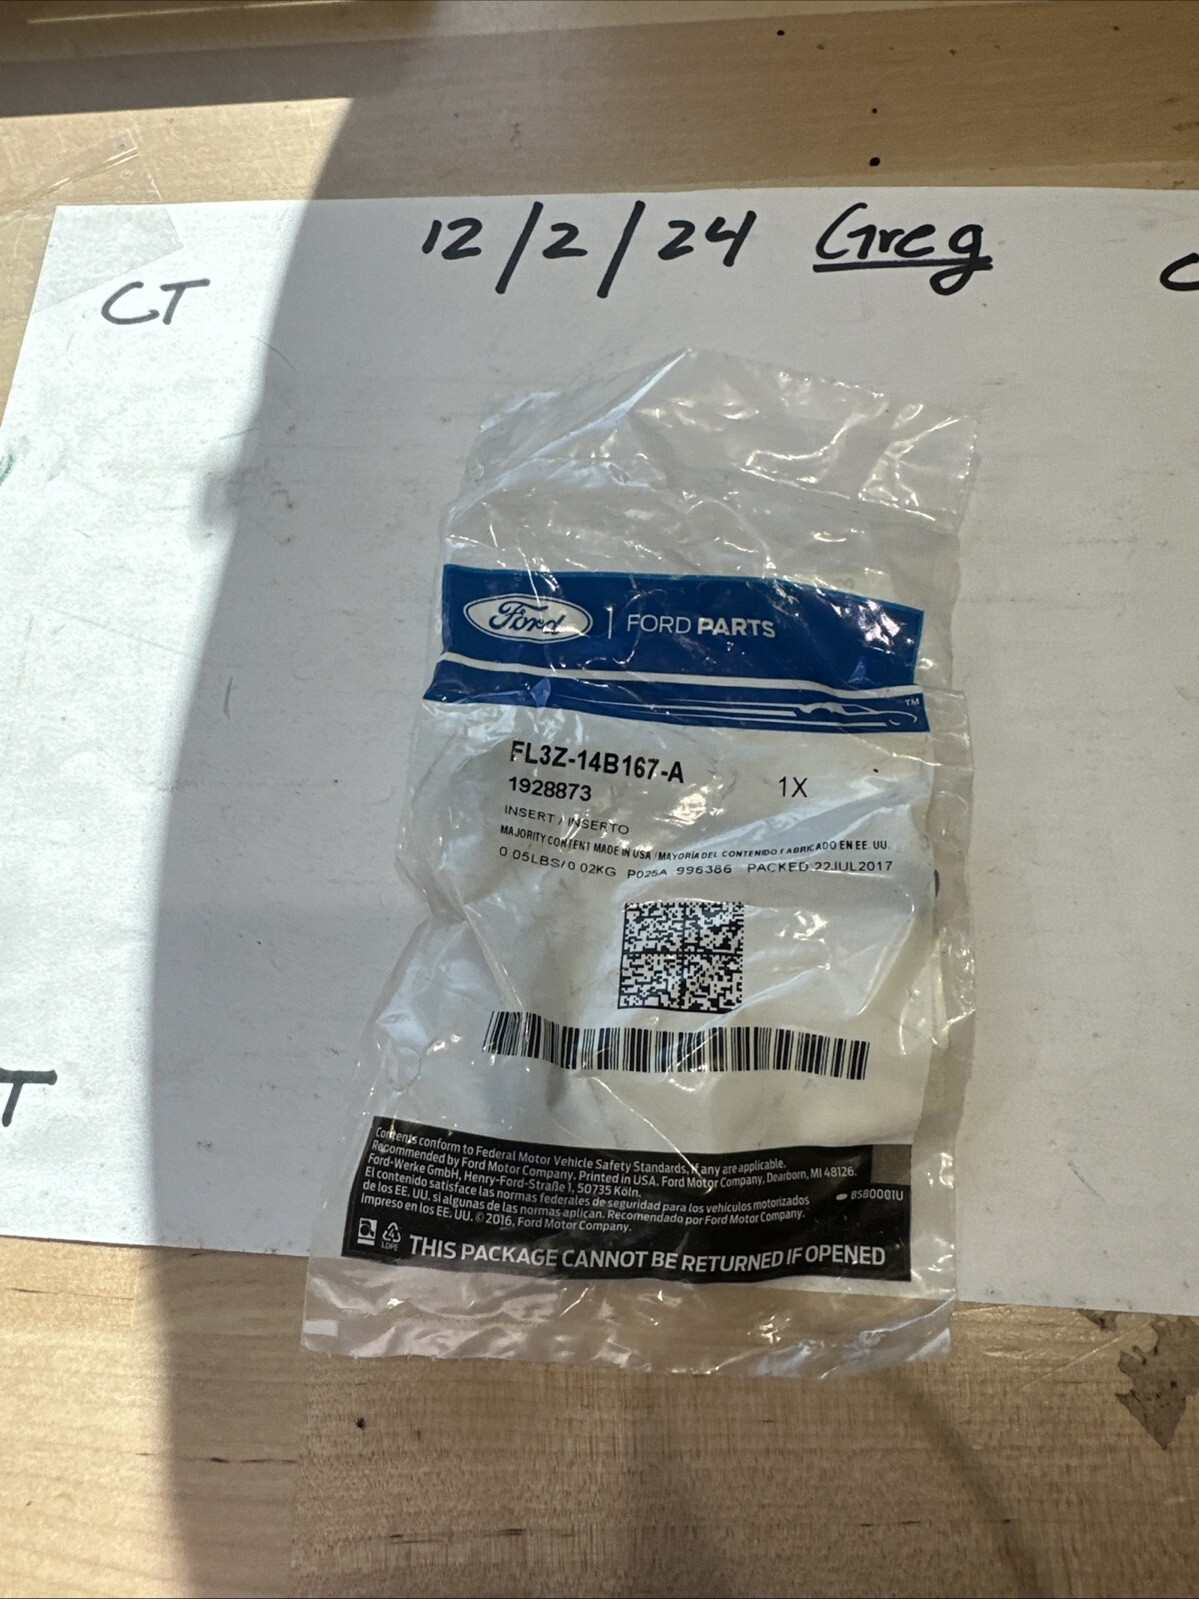 12/2/24 Greg
CT
Ford | FORD PARTS
TM
FL3Z-14B167-A
1X
1928873
INSERT / INSERTO
MAJORITY CONTENT MADE IN USA / MAYORÍA DEL CONTENIDO FABRICADO EN EE. UU.
0 05LBS/0 02KG P025A 996386 PACKED 22JUL2017
Contents conform to Federal Motor Vehicle Safety Standards, if any are applicable.
Recommended by Ford Motor Company. Printed in USA. Ford Motor Company, Dearborn, MI 48126.
Ford-Werke GmbH, Henry-Ford-Straße 1, 50735 Köln.
El contenido satisface las normas federales de seguridad para los vehículos motorizados
de los EE. UU. si algunas de las normas aplican. Recomendado por Ford Motor Company.
Impreso en los EE. UU. © 2016, Ford Motor Company.
BS80001U
4
LDPE
THIS PACKAGE CANNOT BE RETURNED IF OPENED
T